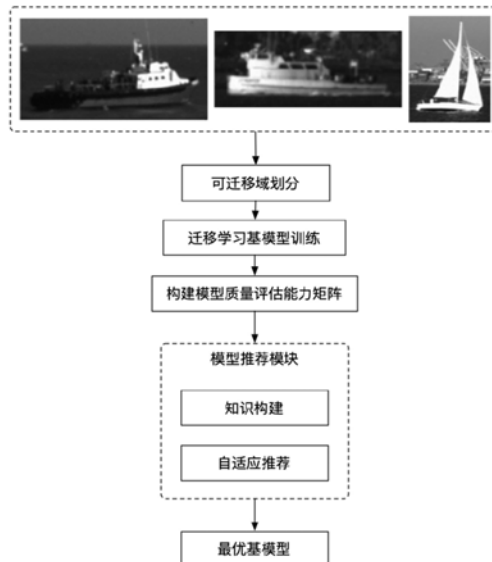 可迁移域划分
迁移学习基模型训练
构建模型质量评估能力矩阵
模型推荐模块
知识构建
自适应推荐
最优基模型